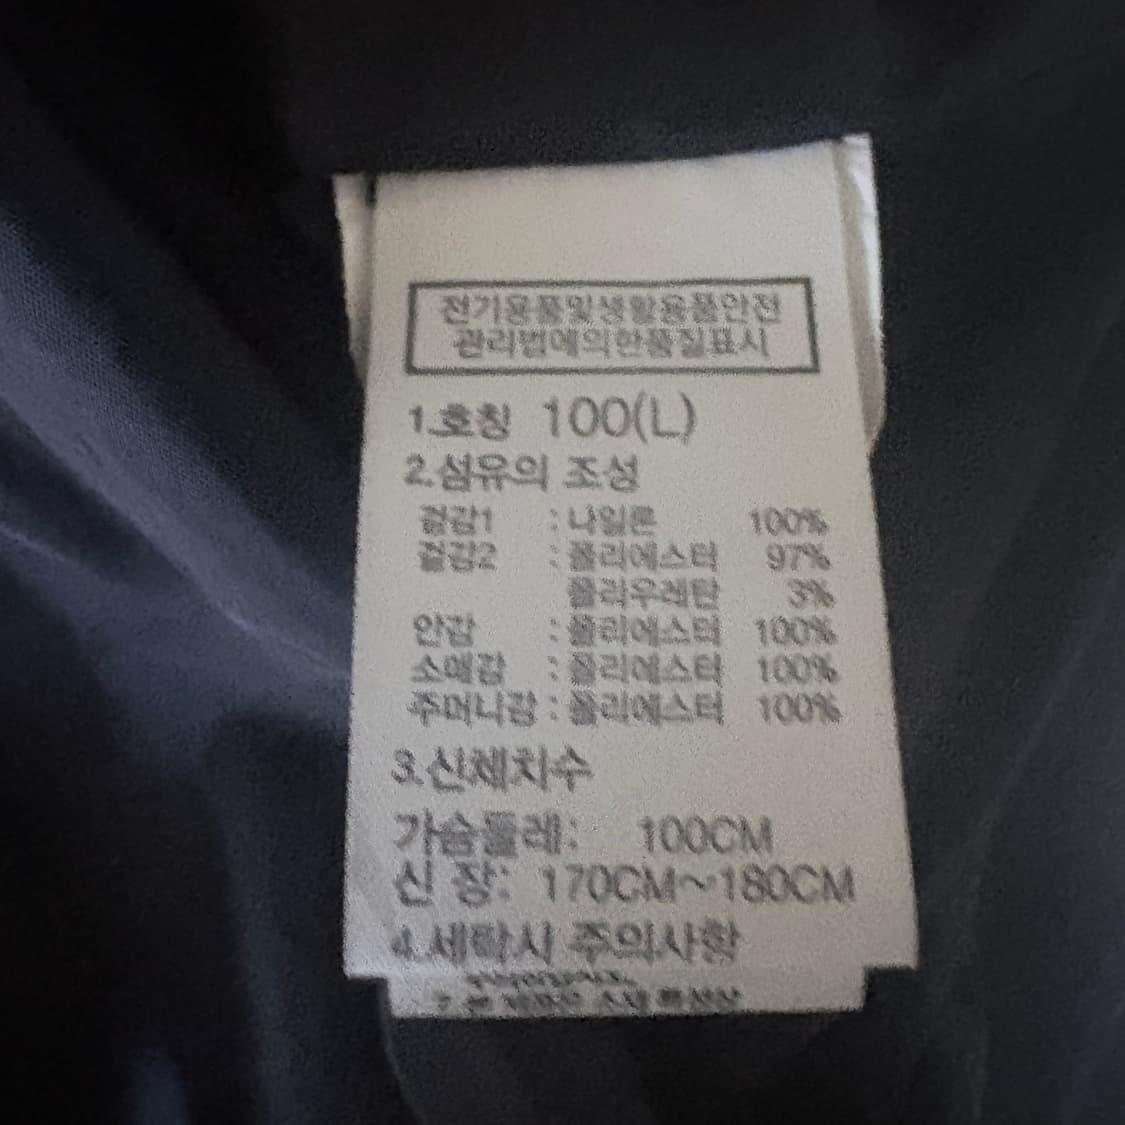 전기용품및생활용품안전
관리법에의한품질표시
1.호칭 100(L)
2.섬유의 조성
겉감1 : 나일론 100%
겉감2 : 폴리에스터 97%
폴리우레탄 3%
안감 : 폴리에스터 100%
소매감 : 폴리에스터 100%
주머니감 : 폴리에스터 100%
3.신체치수
가슴둘레: 100CM
신 장: 170CM~180CM
4.세탁시 주의사항